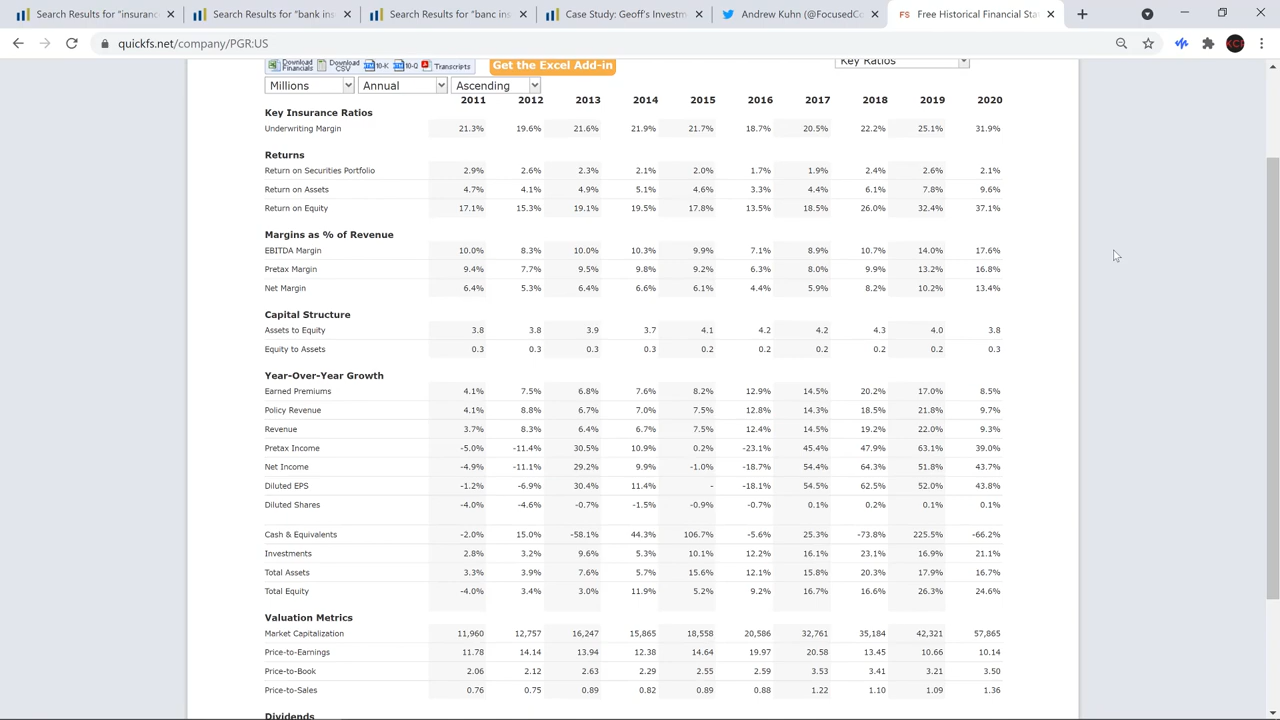 Search Results for "insuranc
Search Results for "bank ins
Search Results for "banc ins
Case Study: Geoff's Investm
Andrew Kuhn (@FocusedCo
Free Historical Financial Sta
quickfs.net/company/PGR:US
Download Financials Download CSV 10-K 10-Q Transcripts Get the Excel Add-in Key Ratios
Millions Annual Ascending
2011 2012 2013 2014 2015 2016 2017 2018 2019 2020
Key Insurance Ratios
Underwriting Margin 21.3% 19.6% 21.6% 21.9% 21.7% 18.7% 20.5% 22.2% 25.1% 31.9%
Returns
Return on Securities Portfolio 2.9% 2.6% 2.3% 2.1% 2.0% 1.7% 1.9% 2.4% 2.6% 2.1%
Return on Assets 4.7% 4.1% 4.9% 5.1% 4.6% 3.3% 4.4% 6.1% 7.8% 9.6%
Return on Equity 17.1% 15.3% 19.1% 19.5% 17.8% 13.5% 18.5% 26.0% 32.4% 37.1%
Margins as % of Revenue
EBITDA Margin 10.0% 8.3% 10.0% 10.3% 9.9% 7.1% 8.9% 10.7% 14.0% 17.6%
Pretax Margin 9.4% 7.7% 9.5% 9.8% 9.2% 6.3% 8.0% 9.9% 13.2% 16.8%
Net Margin 6.4% 5.3% 6.4% 6.6% 6.1% 4.4% 5.9% 8.2% 10.2% 13.4%
Capital Structure
Assets to Equity 3.8 3.8 3.9 3.7 4.1 4.2 4.2 4.3 4.0 3.8
Equity to Assets 0.3 0.3 0.3 0.3 0.2 0.2 0.2 0.2 0.2 0.3
Year-Over-Year Growth
Earned Premiums 4.1% 7.5% 6.8% 7.6% 8.2% 12.9% 14.5% 20.2% 17.0% 8.5%
Policy Revenue 4.1% 8.8% 6.7% 7.0% 7.5% 12.8% 14.3% 18.5% 21.8% 9.7%
Revenue 3.7% 8.3% 6.4% 6.7% 7.5% 12.4% 14.5% 19.2% 22.0% 9.3%
Pretax Income -5.0% -11.4% 30.5% 10.9% 0.2% -23.1% 45.4% 47.9% 63.1% 39.0%
Net Income -4.9% -11.1% 29.2% 9.9% -1.0% -18.7% 54.4% 64.3% 51.8% 43.7%
Diluted EPS -1.2% -6.9% 30.4% 11.4% - -18.1% 54.5% 62.5% 52.0% 43.8%
Diluted Shares -4.0% -4.6% -0.7% -1.5% -0.9% -0.7% 0.1% 0.2% 0.1% 0.1%
Cash & Equivalents -2.0% 15.0% -58.1% 44.3% 106.7% -5.6% 25.3% -73.8% 225.5% -66.2%
Investments 2.8% 3.2% 9.6% 5.3% 10.1% 12.2% 16.1% 23.1% 16.9% 21.1%
Total Assets 3.3% 3.9% 7.6% 5.7% 15.6% 12.1% 15.8% 20.3% 17.9% 16.7%
Total Equity -4.0% 3.4% 3.0% 11.9% 5.2% 9.2% 16.7% 16.6% 26.3% 24.6%
Valuation Metrics
Market Capitalization 11,960 12,757 16,247 15,865 18,558 20,586 32,761 35,184 42,321 57,865
Price-to-Earnings 11.78 14.14 13.94 12.38 14.64 19.97 20.58 13.45 10.66 10.14
Price-to-Book 2.06 2.12 2.63 2.29 2.55 2.59 3.53 3.41 3.21 3.50
Price-to-Sales 0.76 0.75 0.89 0.82 0.89 0.88 1.22 1.10 1.09 1.36
Dividends